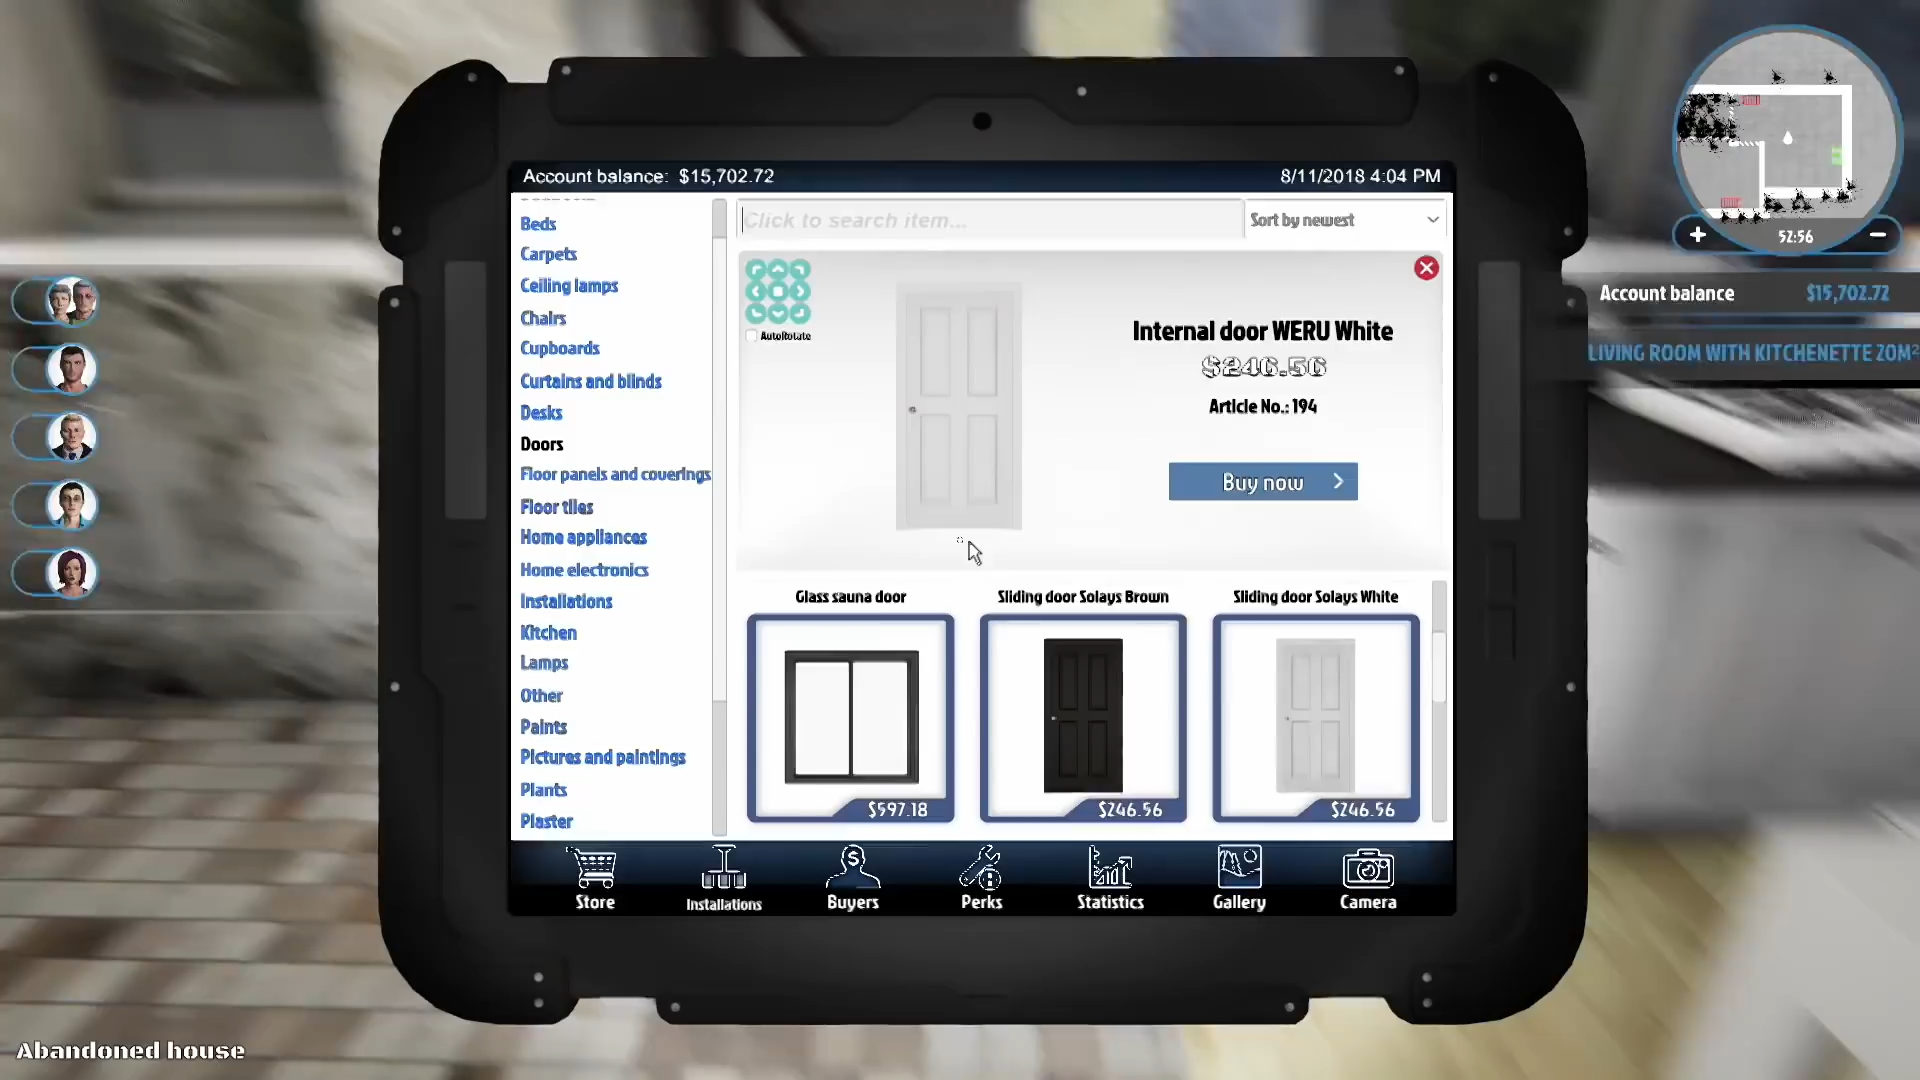 Account balance: $15,702.72
8/11/2018 4:04 PM
Beds
Carpets
Ceiling lamps
Chairs
Cupboards
Curtains and blinds
Desks
Doors
Floor panels and coverings
Floor tiles
Home appliances
Home electronics
Installations
Kitchen
Lamps
Other
Paints
Pictures and paintings
Plants
Plaster
Click to search item...
Sort by newest
AutoRotate
Internal door WERU White
$246.56
Article No.: 194
Buy now
Glass sauna door
Sliding door Solays Brown
Sliding door Solays White
$597.18
$246.56
$246.56
Store
Installations
Buyers
Perks
Statistics
Gallery
Camera
52:56
Account balance $15,702.72
LIVING ROOM WITH KITCHENETTE 20M²
Abandoned house